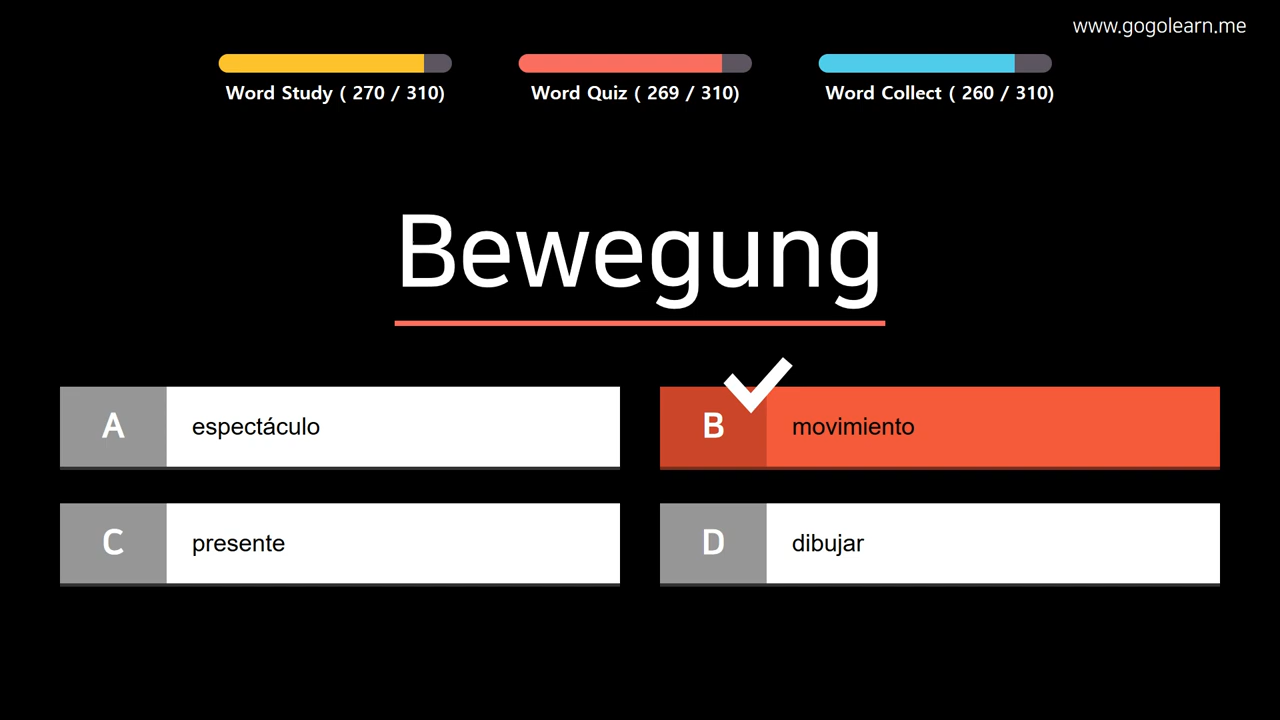 www.gogolearn.me
Word Study ( 270 / 310)
Word Quiz ( 269 / 310)
Word Collect ( 260 / 310)
Bewegung
A espectáculo
B movimiento
C presente
D dibujar